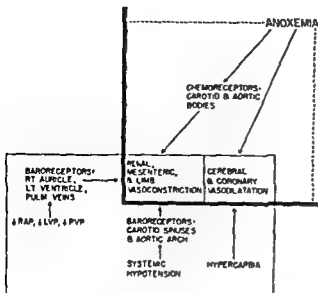 ANOXEMIA
CHEMORECEPTORS-
CAROTID & AORTIC
BODIES
BARORECEPTORS-
RT AURICLE,
LT VENTRICLE,
PULM VEINS
RENAL,
MESENTERIC,
& LIMB
VASOCONSTRICTION
CEREBRAL
& CORONARY
VASODILATATION
↓RAP, ↓LVP, ↓PVP
BARORECEPTORS-
CAROTID SINUSES
& AORTIC ARCH
SYSTEMIC
HYPOTENSION
HYPERCARBIA